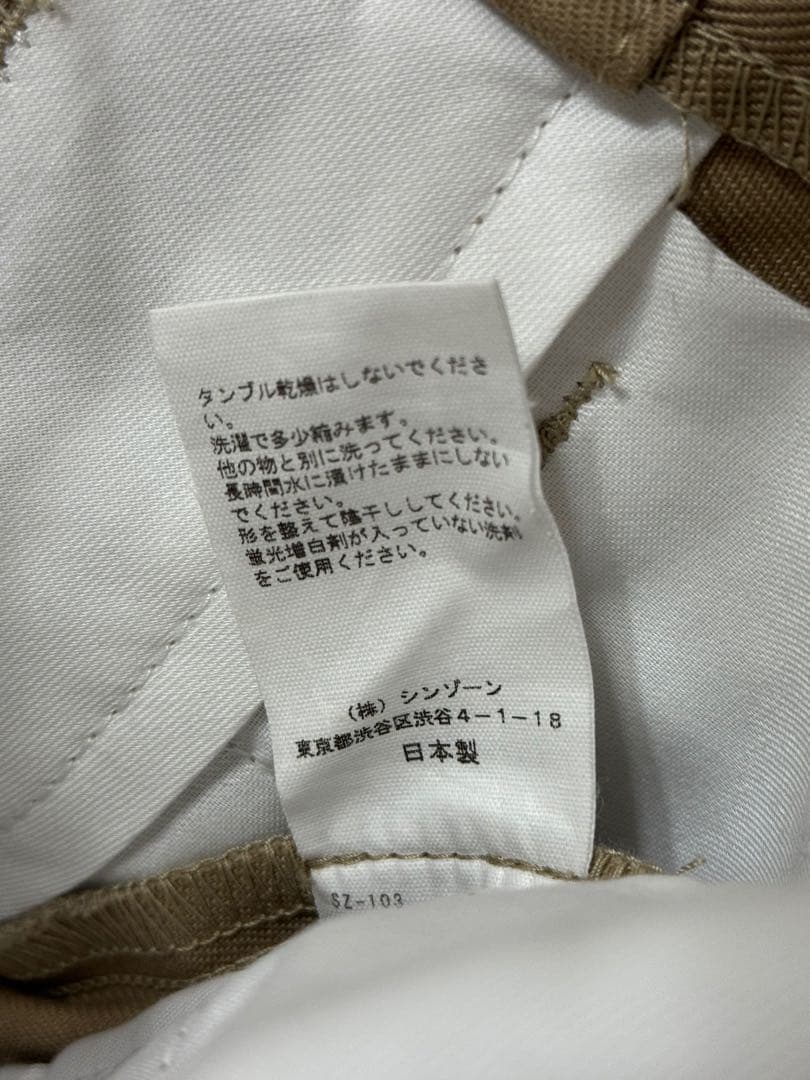 タンブル乾燥はしないでくださ
い。
洗濯で多少縮みます。
他の物と別に洗ってください。
長時間水に漬けたままにしない
でください。
形を整えて陰干ししてください。
蛍光増白剤が入っていない洗剤
をご使用ください。
（株）シンゾーン
東京都渋谷区渋谷4-1-18
日本製
SZ-103